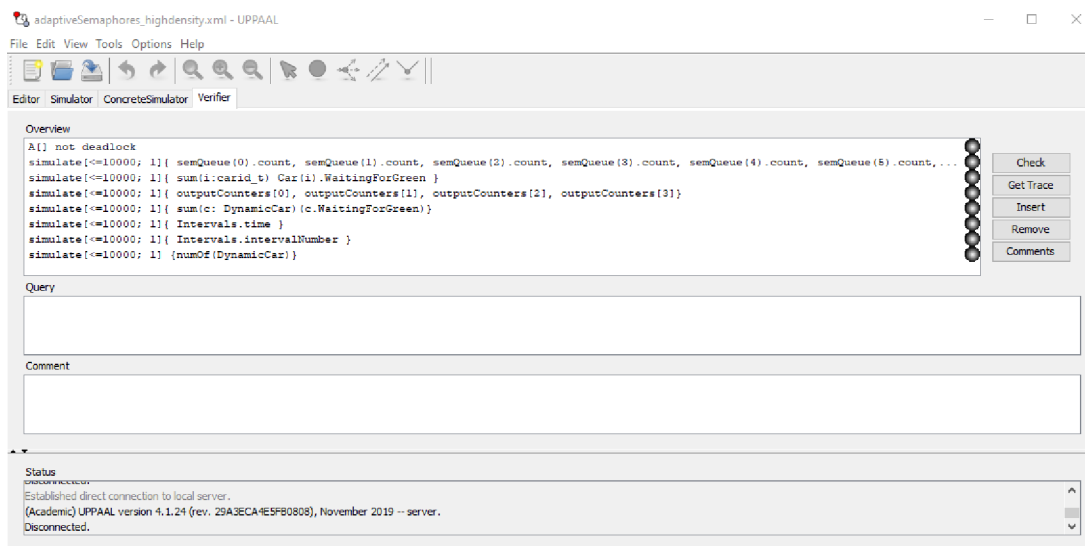 adaptiveSemaphores_highdensity.xml - UPPAAL
File Edit View Tools Options Help
Editor Simulator ConcreteSimulator Verifier
Overview
A[] not deadlock
simulate[<=10000; 1]{ semQueue(0).count, semQueue(1).count, semQueue(2).count, semQueue(3).count, semQueue(4).count, semQueue(5).count,...
simulate[<=10000; 1]{ sum(i:carid_t) Car(i).WaitingForGreen }
simulate[<=10000; 1]{ outputCounters[0], outputCounters[1], outputCounters[2], outputCounters[3]}
simulate[<=10000; 1]{ sum(c: DynamicCar)(c.WaitingForGreen)}
simulate[<=10000; 1]{ Intervals.time }
simulate[<=10000; 1]{ Intervals.intervalNumber }
simulate[<=10000; 1] {numOf(DynamicCar)}
Check
Get Trace
Insert
Remove
Comments
Query
Comment
Status
Disconnected.
Established direct connection to local server.
(Academic) UPPAAL version 4.1.24 (rev. 29A3ECA4E5FB0808), November 2019 -- server.
Disconnected.